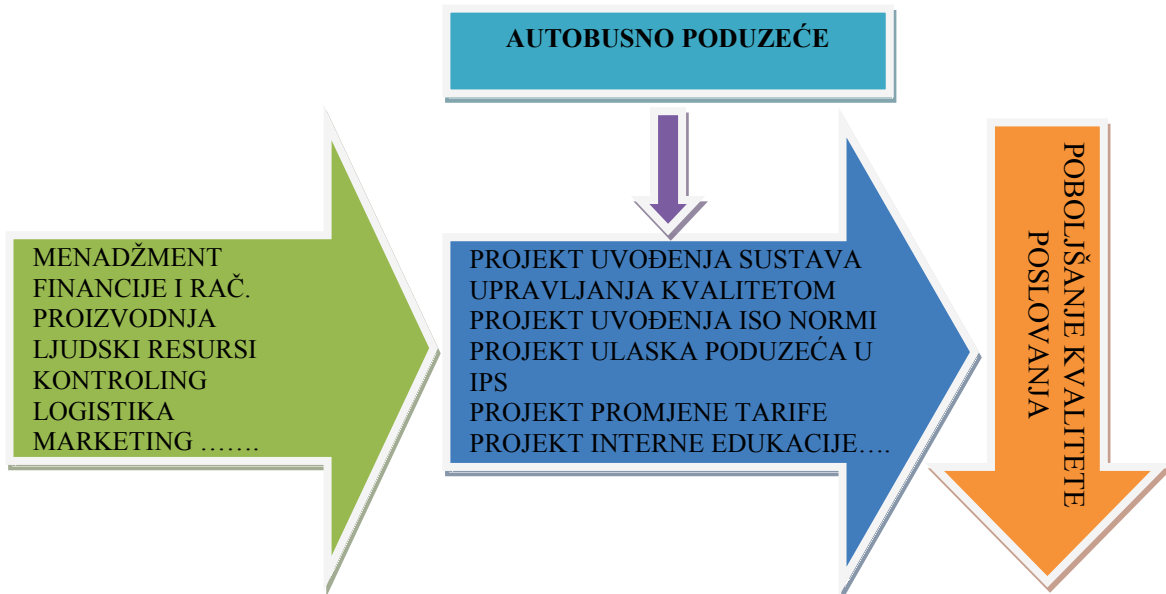 AUTOBUSNO PODUZEĆE
MENADŽMENT
FINANCIJE I RAČ.
PROIZVODNJA
LJUDSKI RESURSI
KONTROLING
LOGISTIKA
MARKETING …….
PROJEKT UVOĐENJA SUSTAVA
UPRAVLJANJA KVALITETOM
PROJEKT UVOĐENJA ISO NORMI
PROJEKT ULASKA PODUZEĆA U
IPS
PROJEKT PROMJENE TARIFE
PROJEKT INTERNE EDUKACIJE….
POBOLJŠANJE KVALITETE
POSLOVANJA